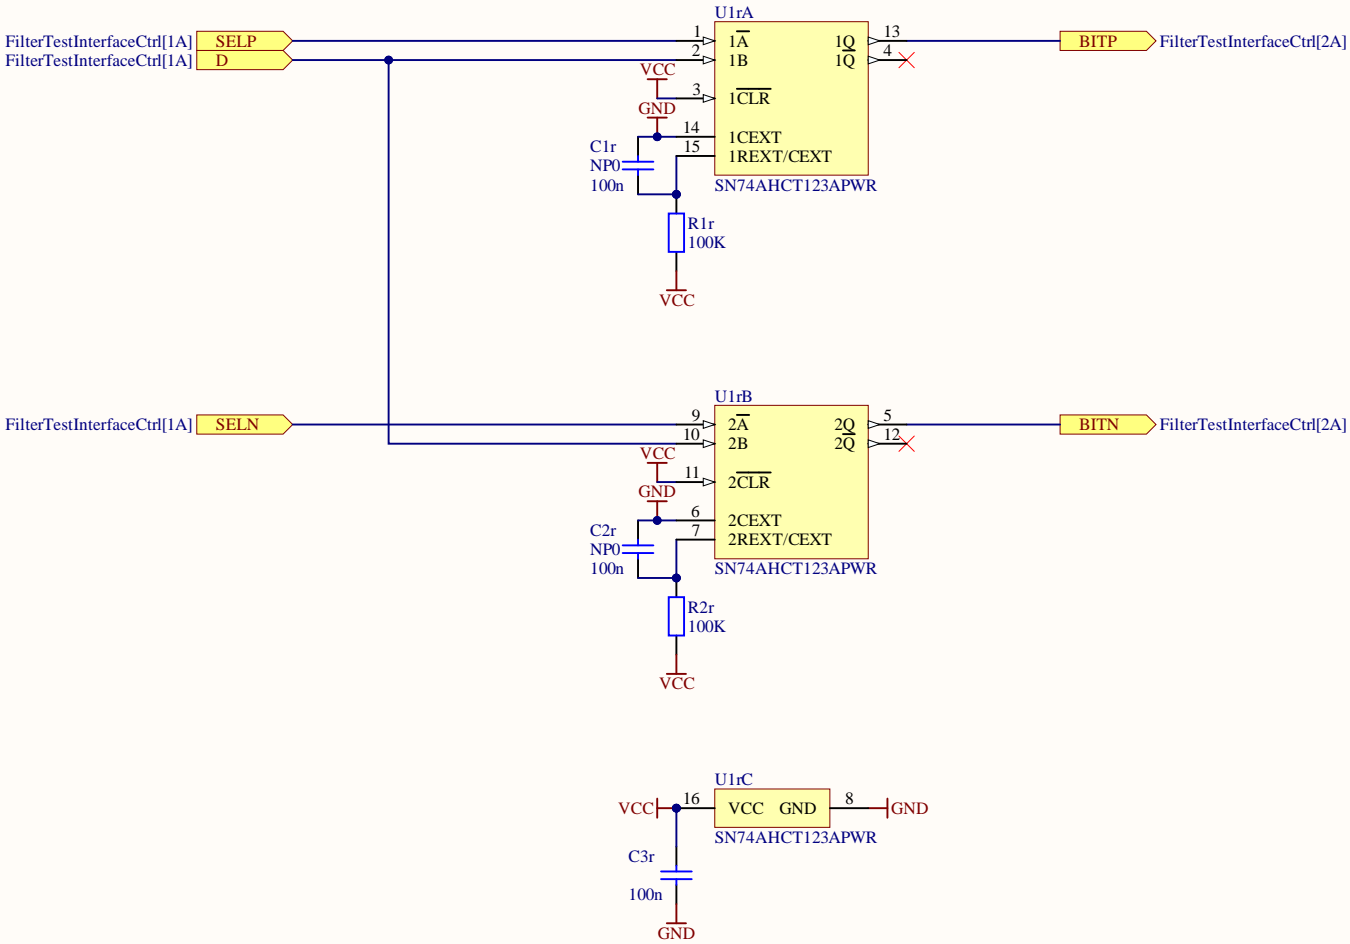 U1rA
FilterTestInterfaceCtrl[1A] SELP 1 1A 1Q 13 BITP FilterTestInterfaceCtrl[2A]
FilterTestInterfaceCtrl[1A] D 2 1B 1Q 4
VCC
3 1CLR
GND
14 1CEXT
C1r
15 1REXT/CEXT
NP0
100n
SN74AHCT123APWR
R1r
100K
VCC
U1rB
FilterTestInterfaceCtrl[1A] SELN 9 2A 2Q 5 BITN FilterTestInterfaceCtrl[2A]
10 2B 2Q 12
VCC
11 2CLR
GND
6 2CEXT
C2r
7 2REXT/CEXT
NP0
100n
SN74AHCT123APWR
R2r
100K
VCC
U1rC
VCC 16 VCC GND 8 GND
SN74AHCT123APWR
C3r
100n
GND